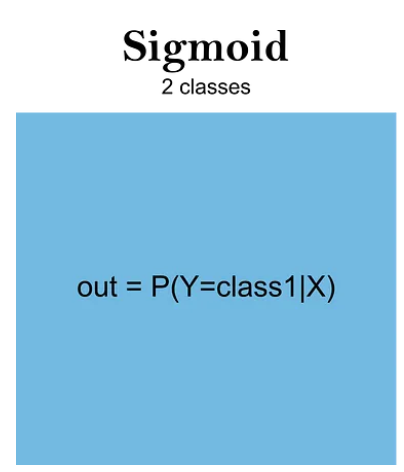 Sigmoid
2 classes
out = P(Y=class1|X)